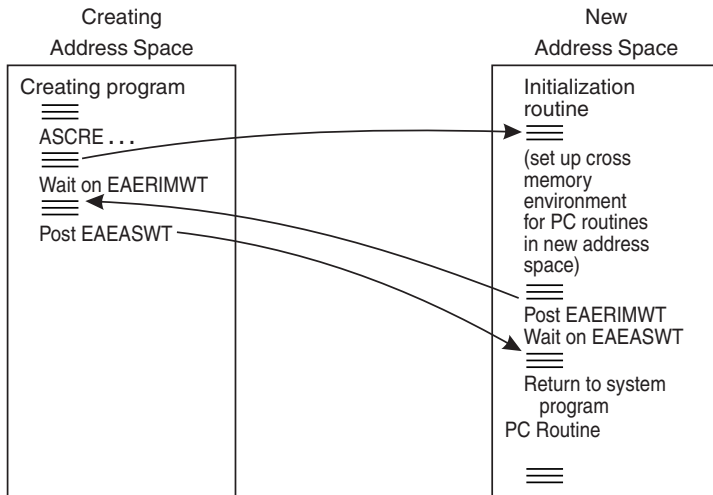 Creating
Address Space
Creating program
ASCRE . . .
Wait on EAERIMWT
Post EAEASWT
New
Address Space
Initialization
routine
(set up cross
memory
environment
for PC routines
in new address
space)
Post EAERIMWT
Wait on EAEASWT
Return to system
program
PC Routine